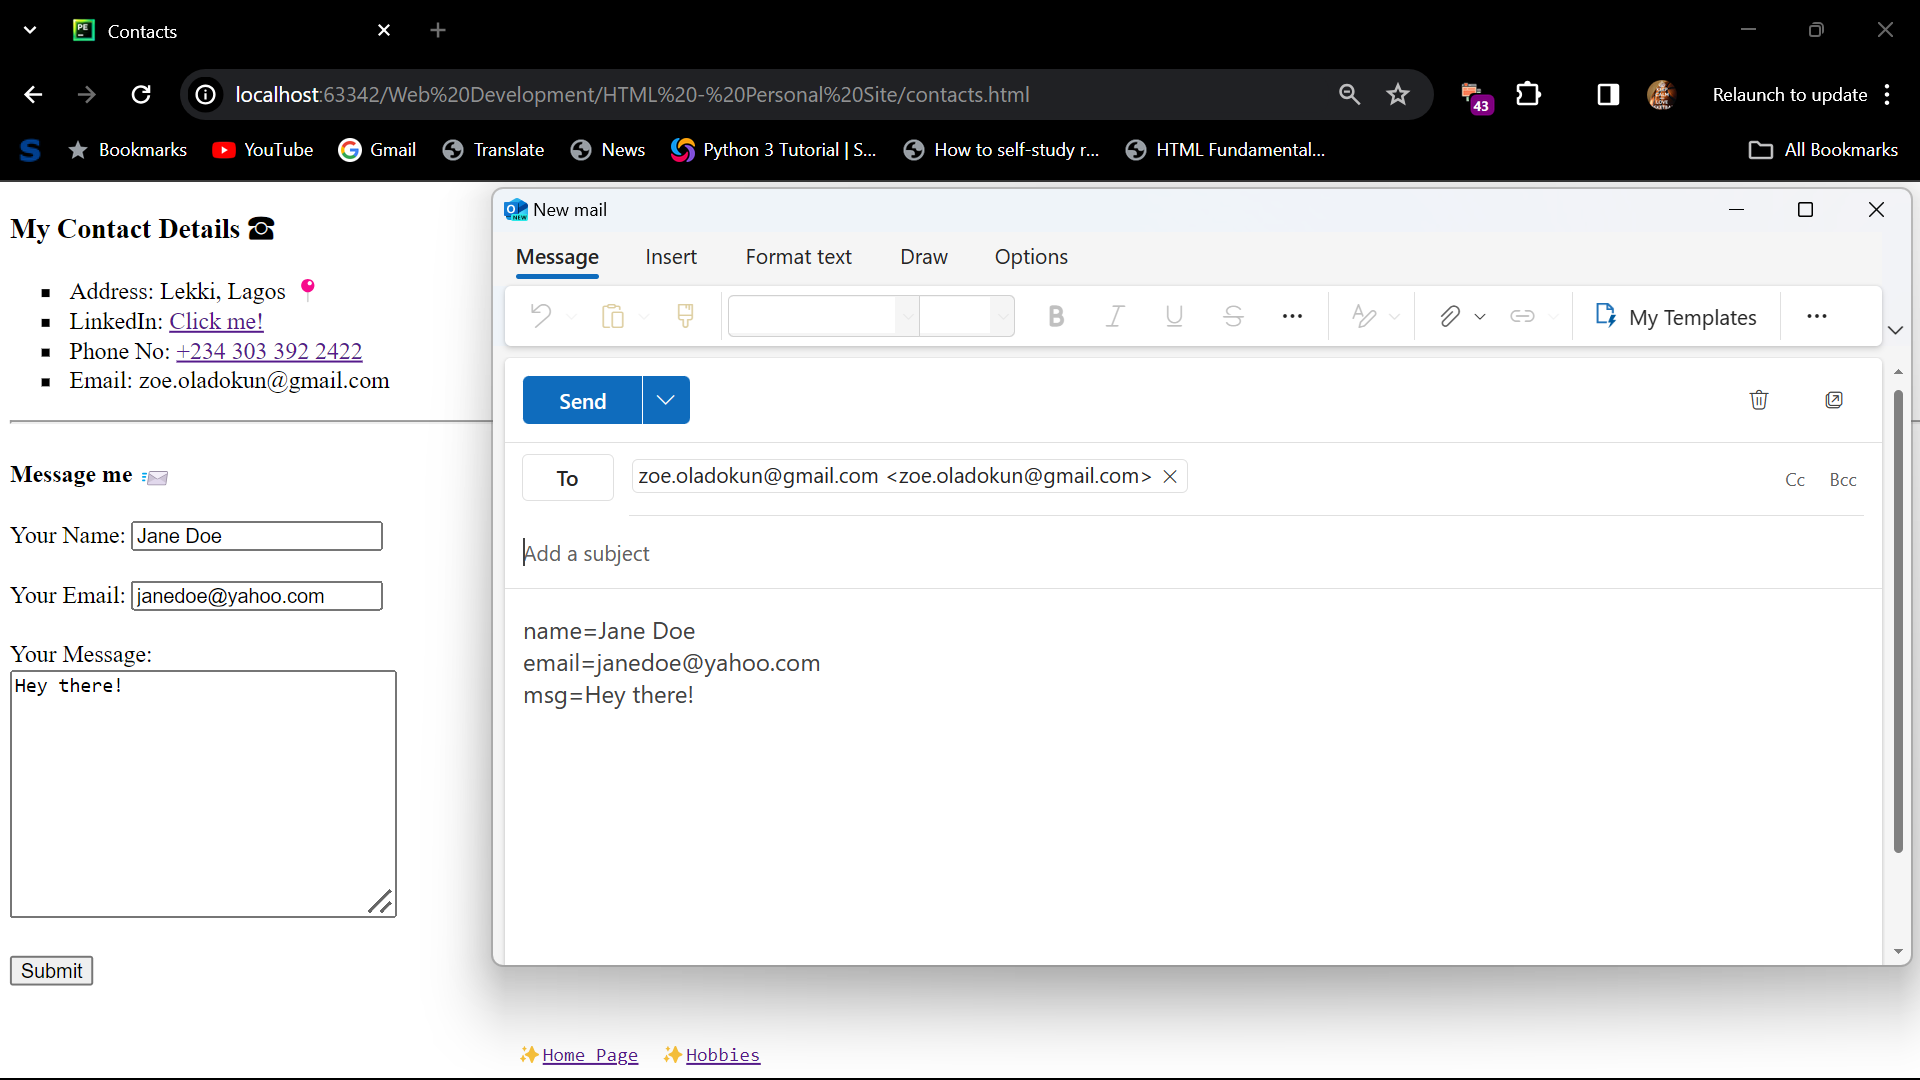 Contacts
localhost:63342/Web%20Development/HTML%20-%20Personal%20Site/contacts.html
43
Relaunch to update
Bookmarks
YouTube
Gmail
Translate
News
Python 3 Tutorial | S...
How to self-study r...
HTML Fundamental...
All Bookmarks
My Contact Details ☎
Address: Lekki, Lagos 📍
LinkedIn: Click me!
Phone No: +234 303 392 2422
Email: zoe.oladokun@gmail.com
Message me 📨
Your Name: Jane Doe
Your Email: janedoe@yahoo.com
Your Message:
Hey there!
Submit
New mail
Message Insert Format text Draw Options
My Templates
Send
To zoe.oladokun@gmail.com <zoe.oladokun@gmail.com> Cc Bcc
Add a subject
name=Jane Doe
email=janedoe@yahoo.com
msg=Hey there!
✨Home Page ✨Hobbies